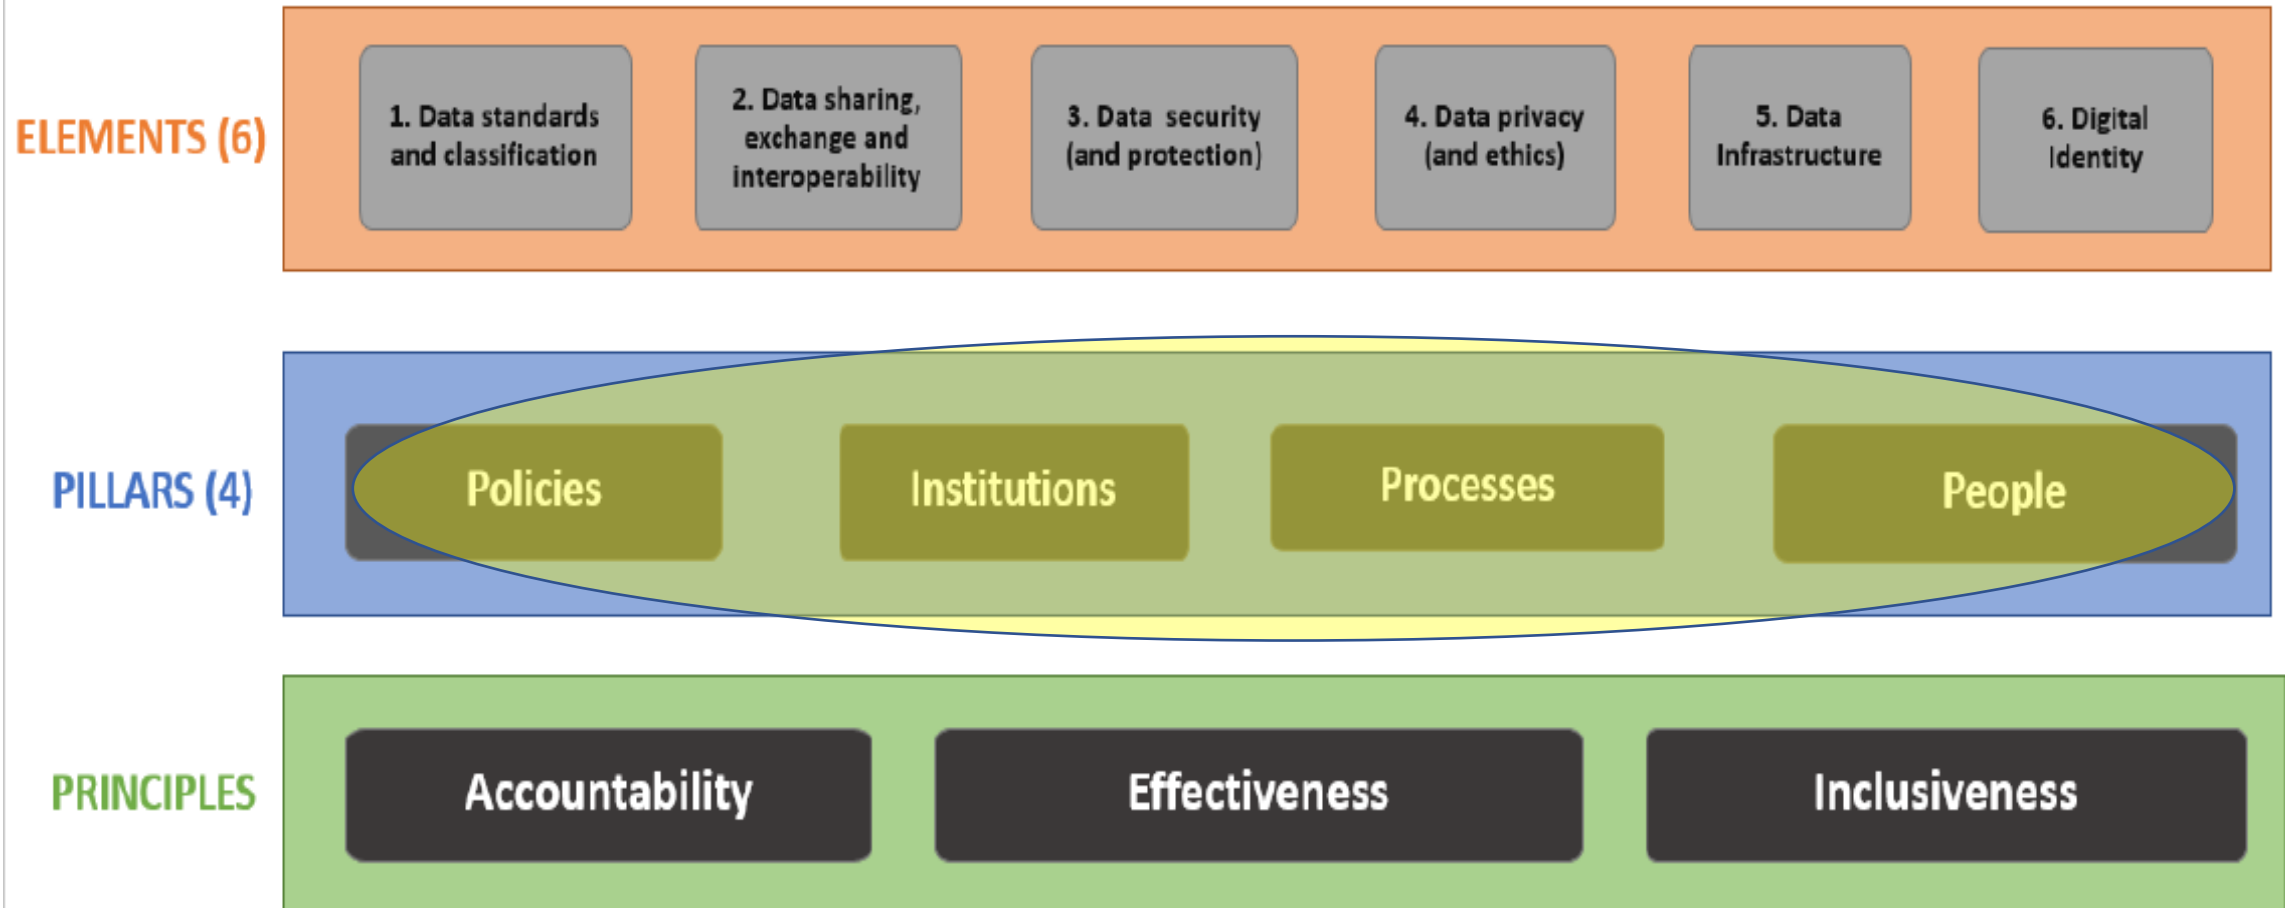 ELEMENTS (6)
1. Data standards
and classification
2. Data sharing,
exchange and
interoperability
3. Data security
(and protection)
4. Data privacy
(and ethics)
5. Data
Infrastructure
6. Digital
Identity
PILLARS (4)
Policies
Institutions
Processes
People
PRINCIPLES
Accountability
Effectiveness
Inclusiveness